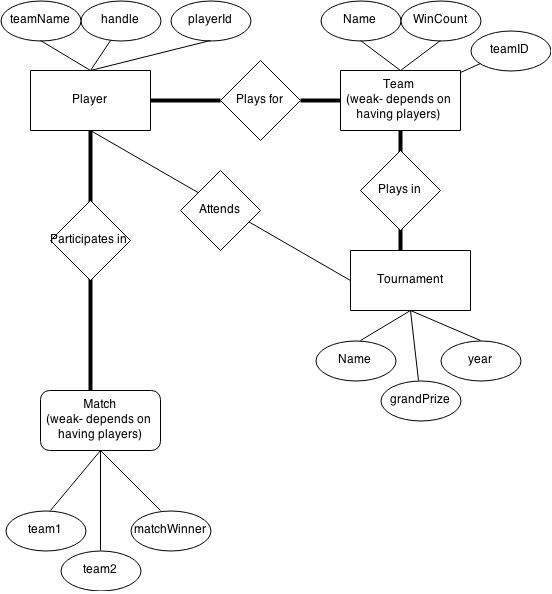 teamName
handle
playerId
Name
WinCount
teamID
Player
Plays for
Team
(weak- depends on
having players)
Plays in
Attends
Participates in
Tournament
Name
year
grandPrize
Match
(weak- depends on
having players)
team1
matchWinner
team2